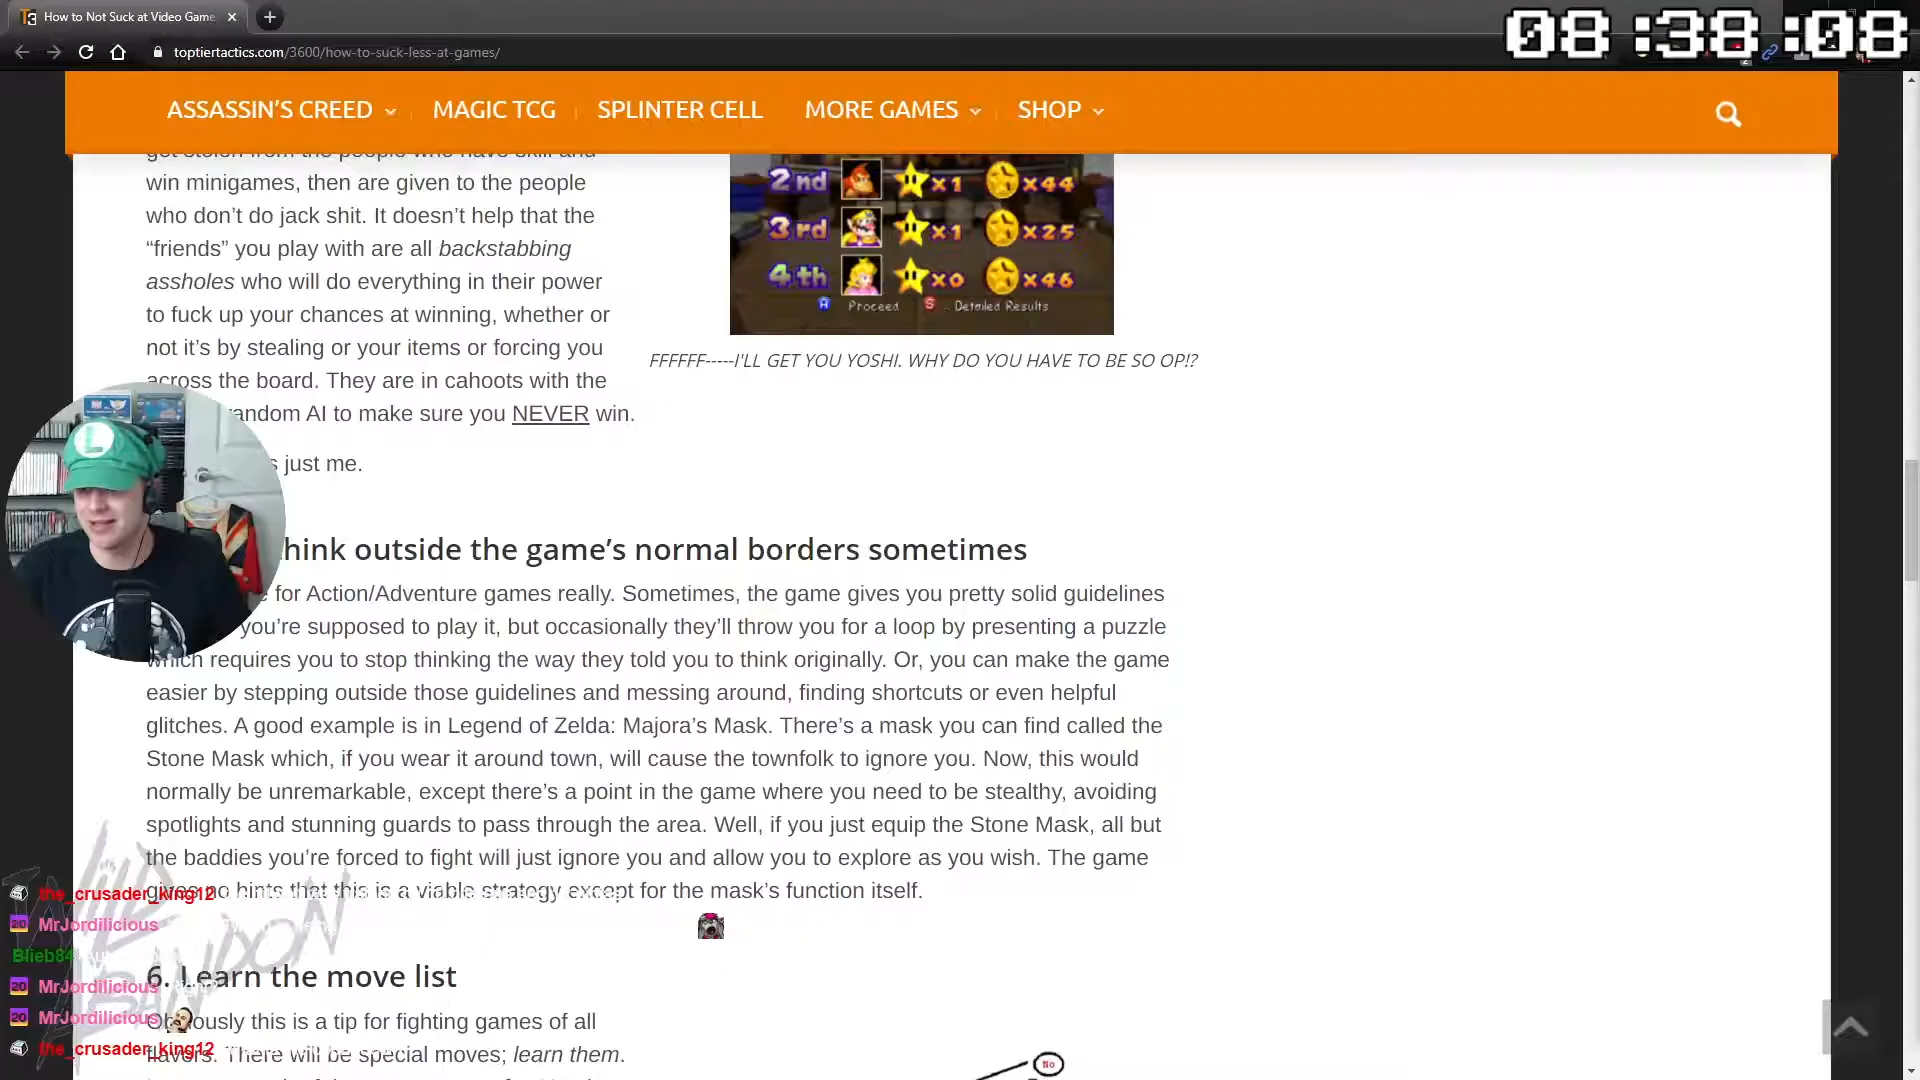 How to Not Suck at Video Game
08:38:08
toptiertactics.com/3600/how-to-suck-less-at-games/
ASSASSIN'S CREED MAGIC TCG SPLINTER CELL MORE GAMES SHOP
get stolen from the people who have skill and
win minigames, then are given to the people
who don't do jack shit. It doesn't help that the
“friends” you play with are all backstabbing
assholes who will do everything in their power
to fuck up your chances at winning, whether or
not it's by stealing or your items or forcing you
across the board. They are in cahoots with the
andom AI to make sure you NEVER win.
s just me.
2nd x1 x44
3rd x1 x25
4th x0 x46
A Proceed S Detailed Results
FFFFFF-----I'LL GET YOU YOSHI. WHY DO YOU HAVE TO BE SO OP!?
hink outside the game's normal borders sometimes
e for Action/Adventure games really. Sometimes, the game gives you pretty solid guidelines
you're supposed to play it, but occasionally they'll throw you for a loop by presenting a puzzle
which requires you to stop thinking the way they told you to think originally. Or, you can make the game
easier by stepping outside those guidelines and messing around, finding shortcuts or even helpful
glitches. A good example is in Legend of Zelda: Majora's Mask. There's a mask you can find called the
Stone Mask which, if you wear it around town, will cause the townfolk to ignore you. Now, this would
normally be unremarkable, except there's a point in the game where you need to be stealthy, avoiding
spotlights and stunning guards to pass through the area. Well, if you just equip the Stone Mask, all but
the baddies you're forced to fight will just ignore you and allow you to explore as you wish. The game
gives no hints that this is a viable strategy except for the mask's function itself.
6. Learn the move list
Obviously this is a tip for fighting games of all
flavors. There will be special moves; learn them.
No
the_crusader_king12
MrJordilicious
Blieb84
MrJordilicious
MrJordilicious
the_crusader_king12